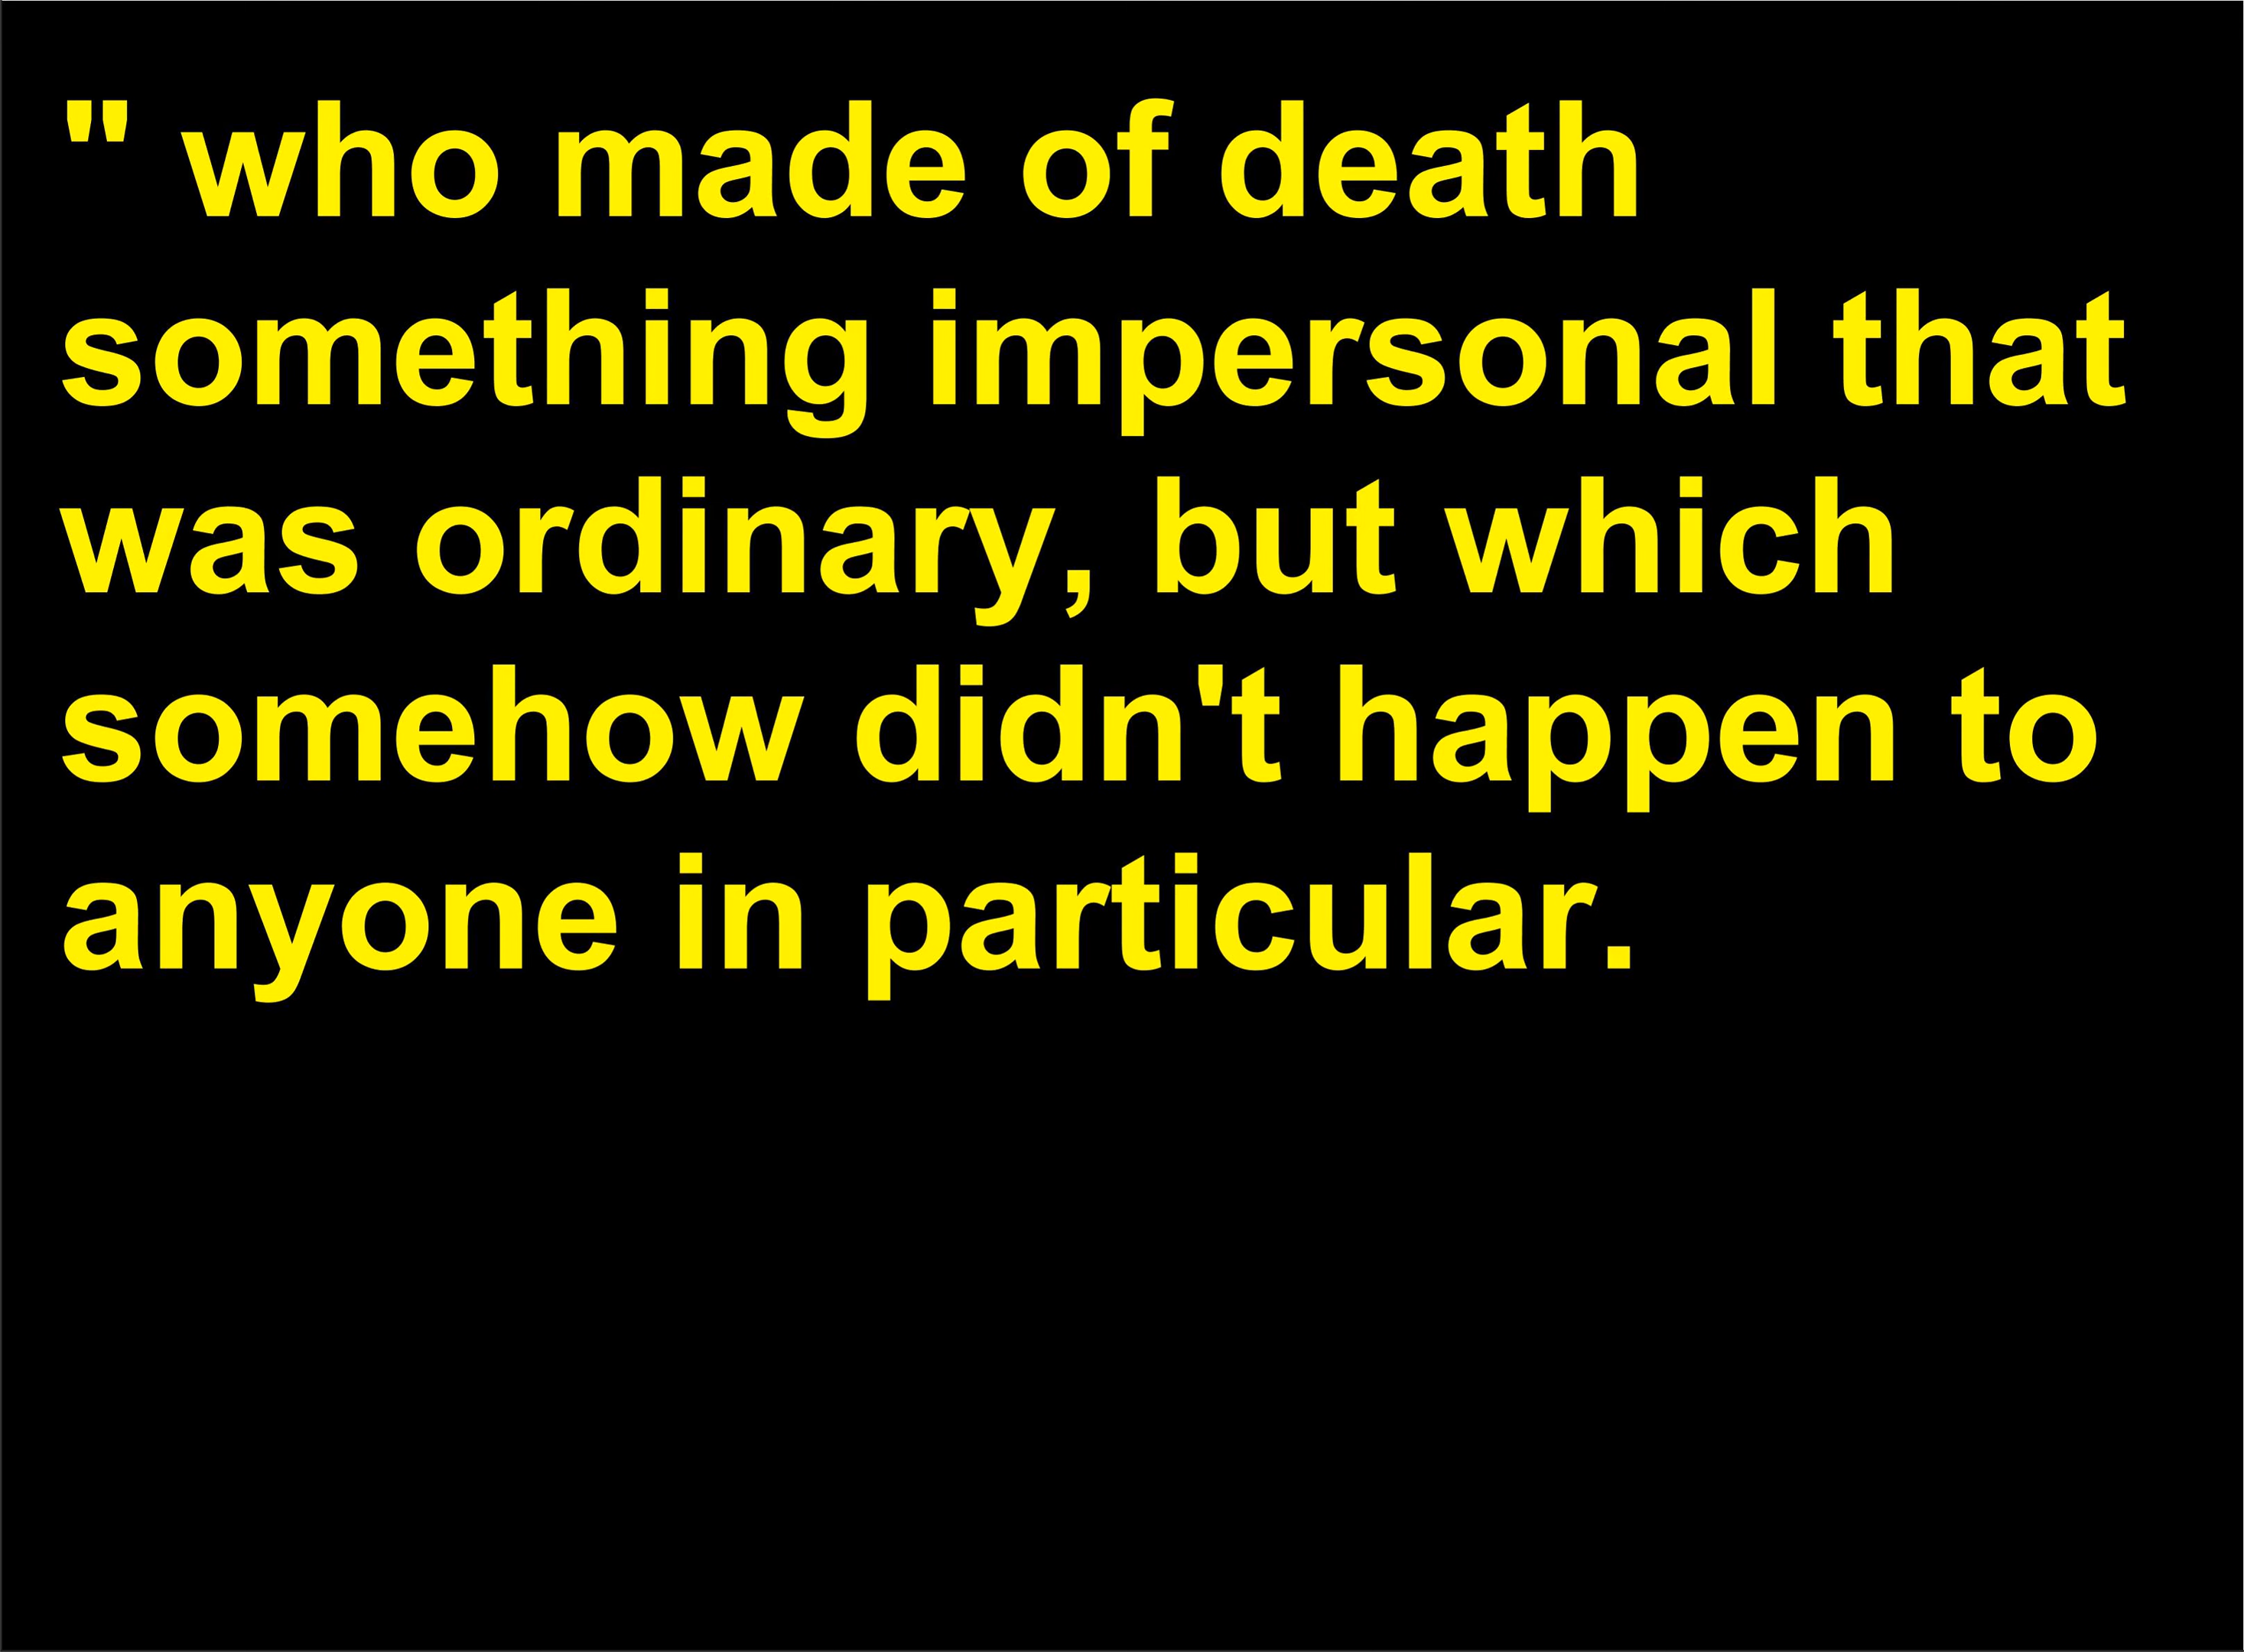 " who made of death
something impersonal that
was ordinary, but which
somehow didn't happen to
anyone in particular.